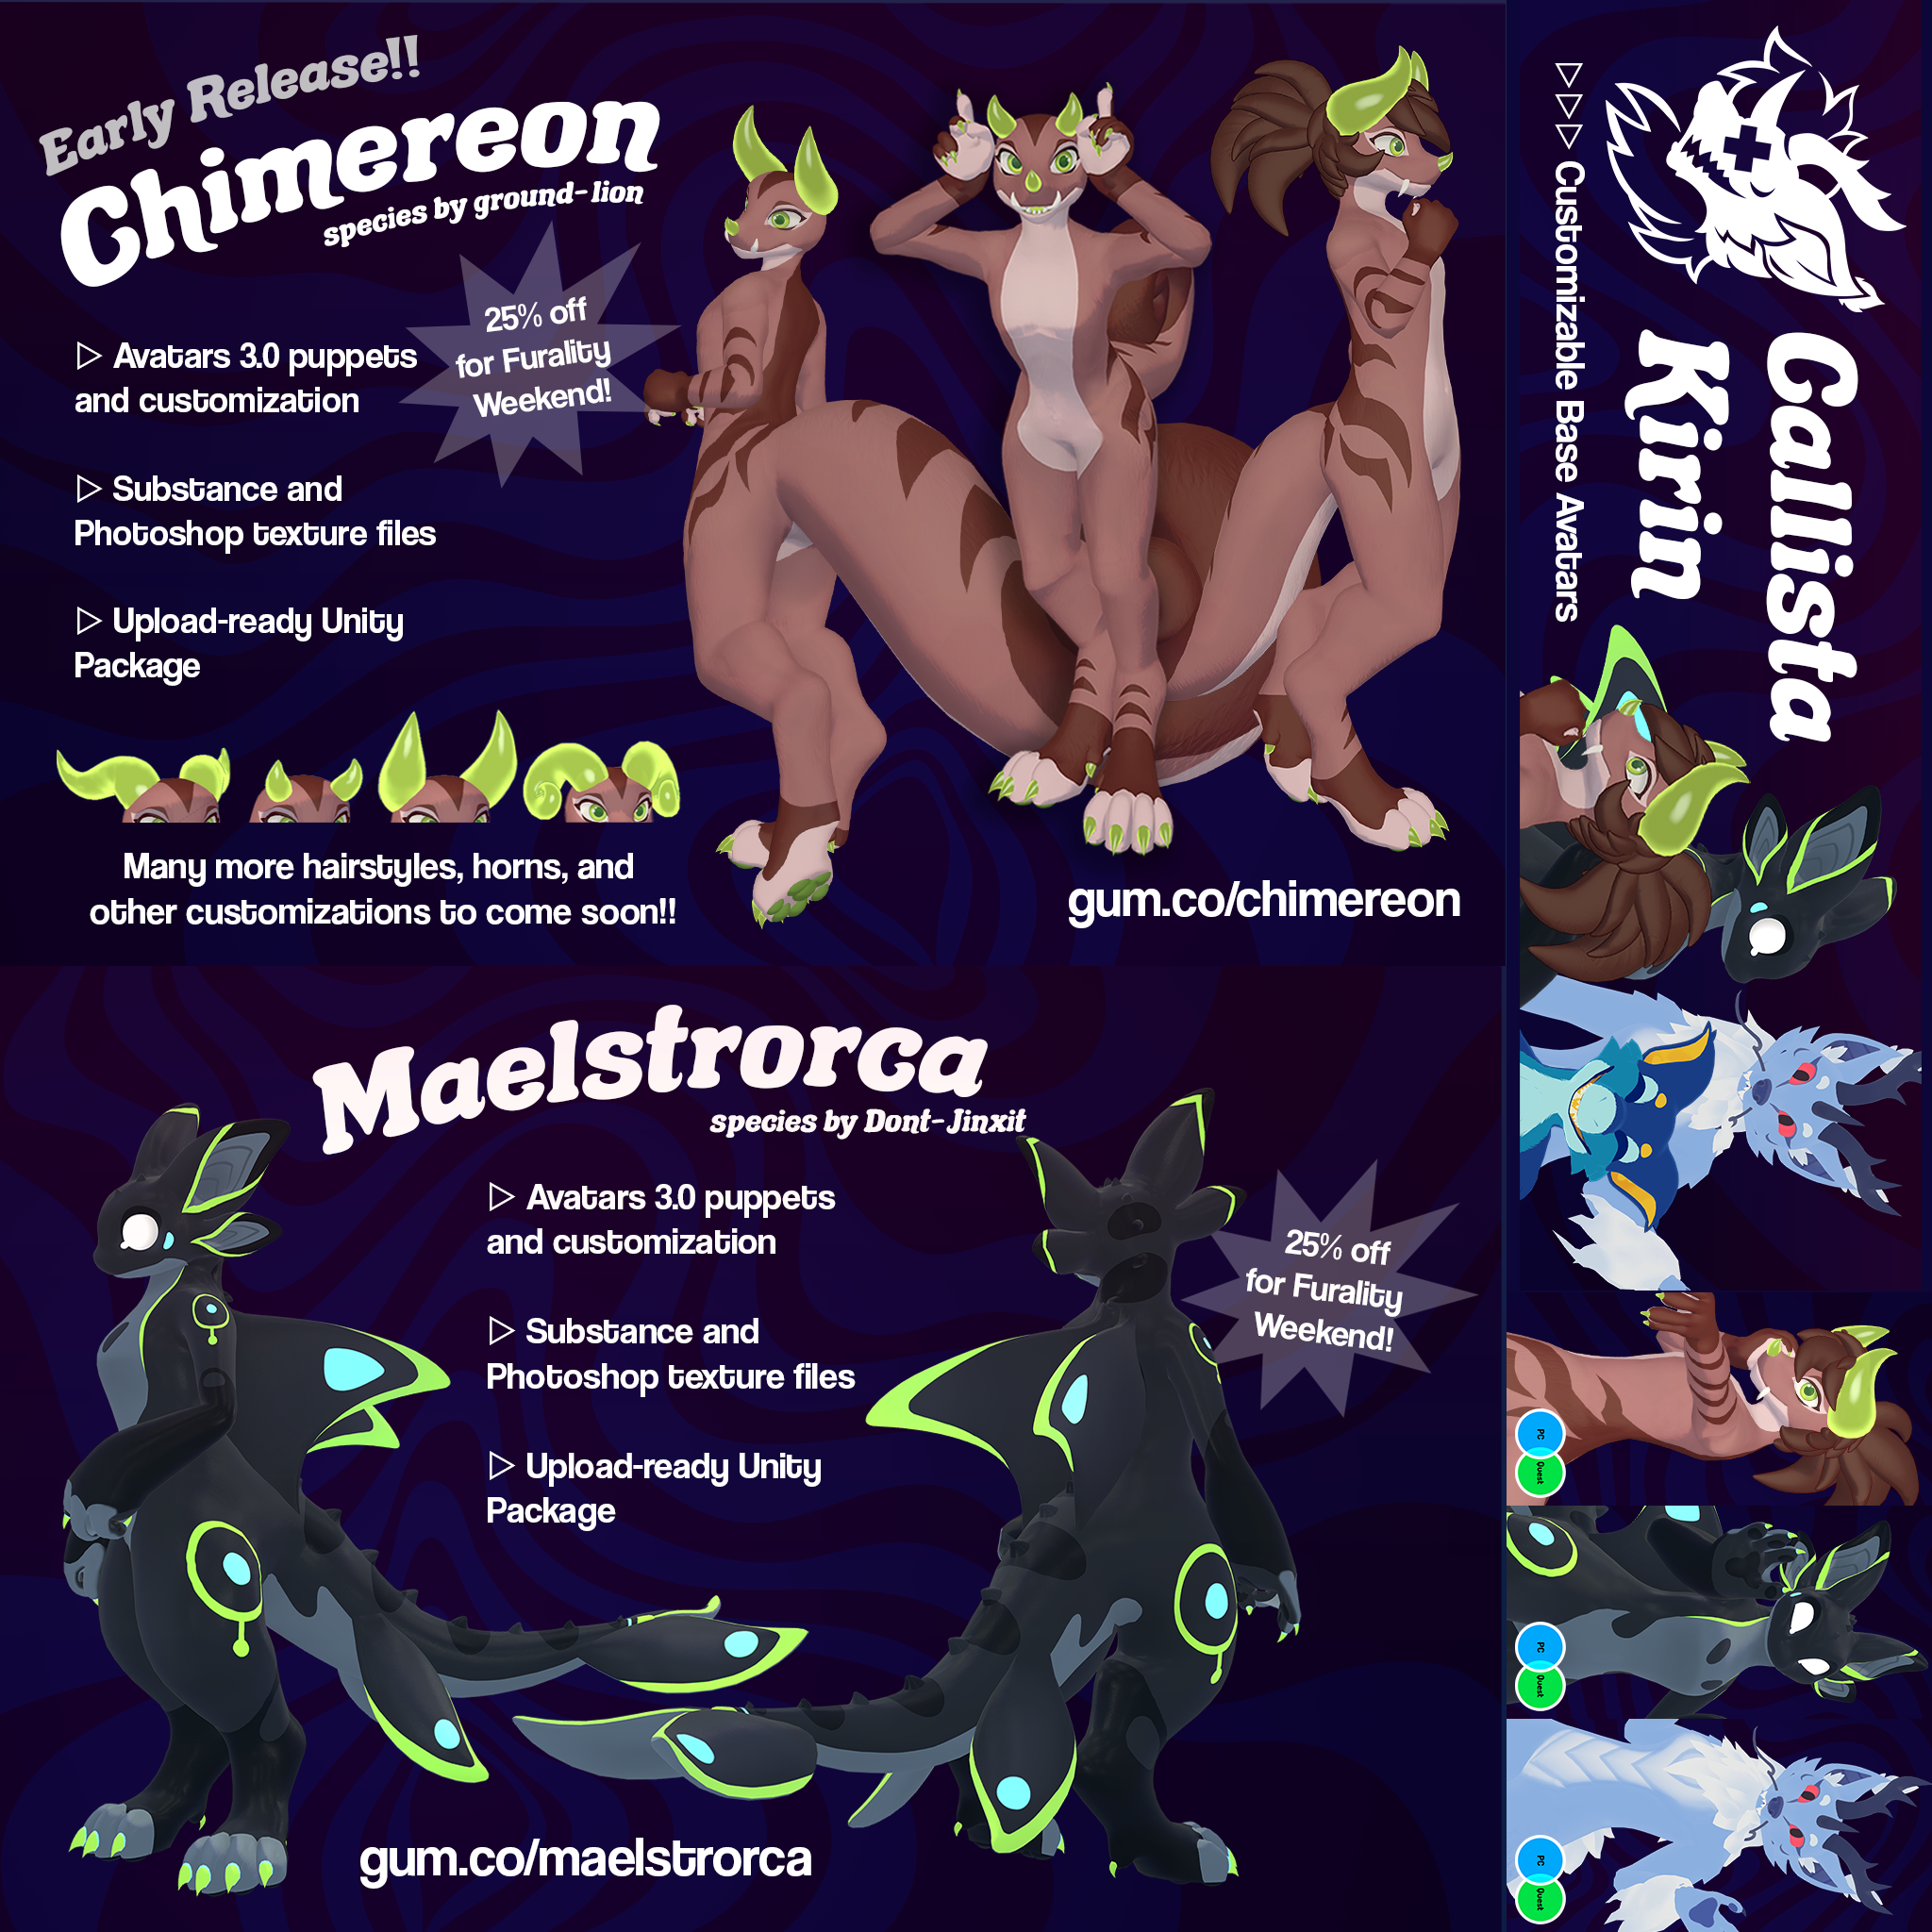 Early Release!!
Chimereon
species by ground-lion
25% off
for Furality
Weekend!
▷ Avatars 3.0 puppets
and customization
▷ Substance and
Photoshop texture files
▷ Upload-ready Unity
Package
Many more hairstyles, horns, and
other customizations to come soon!!
gum.co/chimereon
Maelstrorca
species by Dont-Jinxit
▷ Avatars 3.0 puppets
and customization
▷ Substance and
Photoshop texture files
▷ Upload-ready Unity
Package
25% off
for Furality
Weekend!
gum.co/maelstrorca
Callista
Kirin
▷▷▷ Customizable Base Avatars
PC
Quest
PC
Quest
PC
Quest